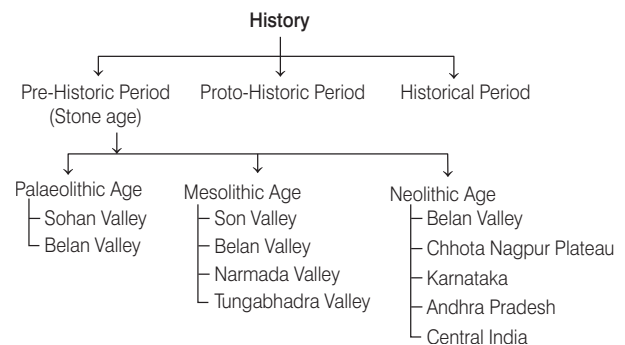 History
Pre-Historic Period
(Stone age)
Proto-Historic Period
Historical Period
Palaeolithic Age
Sohan Valley
Belan Valley
Mesolithic Age
Son Valley
Belan Valley
Narmada Valley
Tungabhadra Valley
Neolithic Age
Belan Valley
Chhota Nagpur Plateau
Karnataka
Andhra Pradesh
Central India